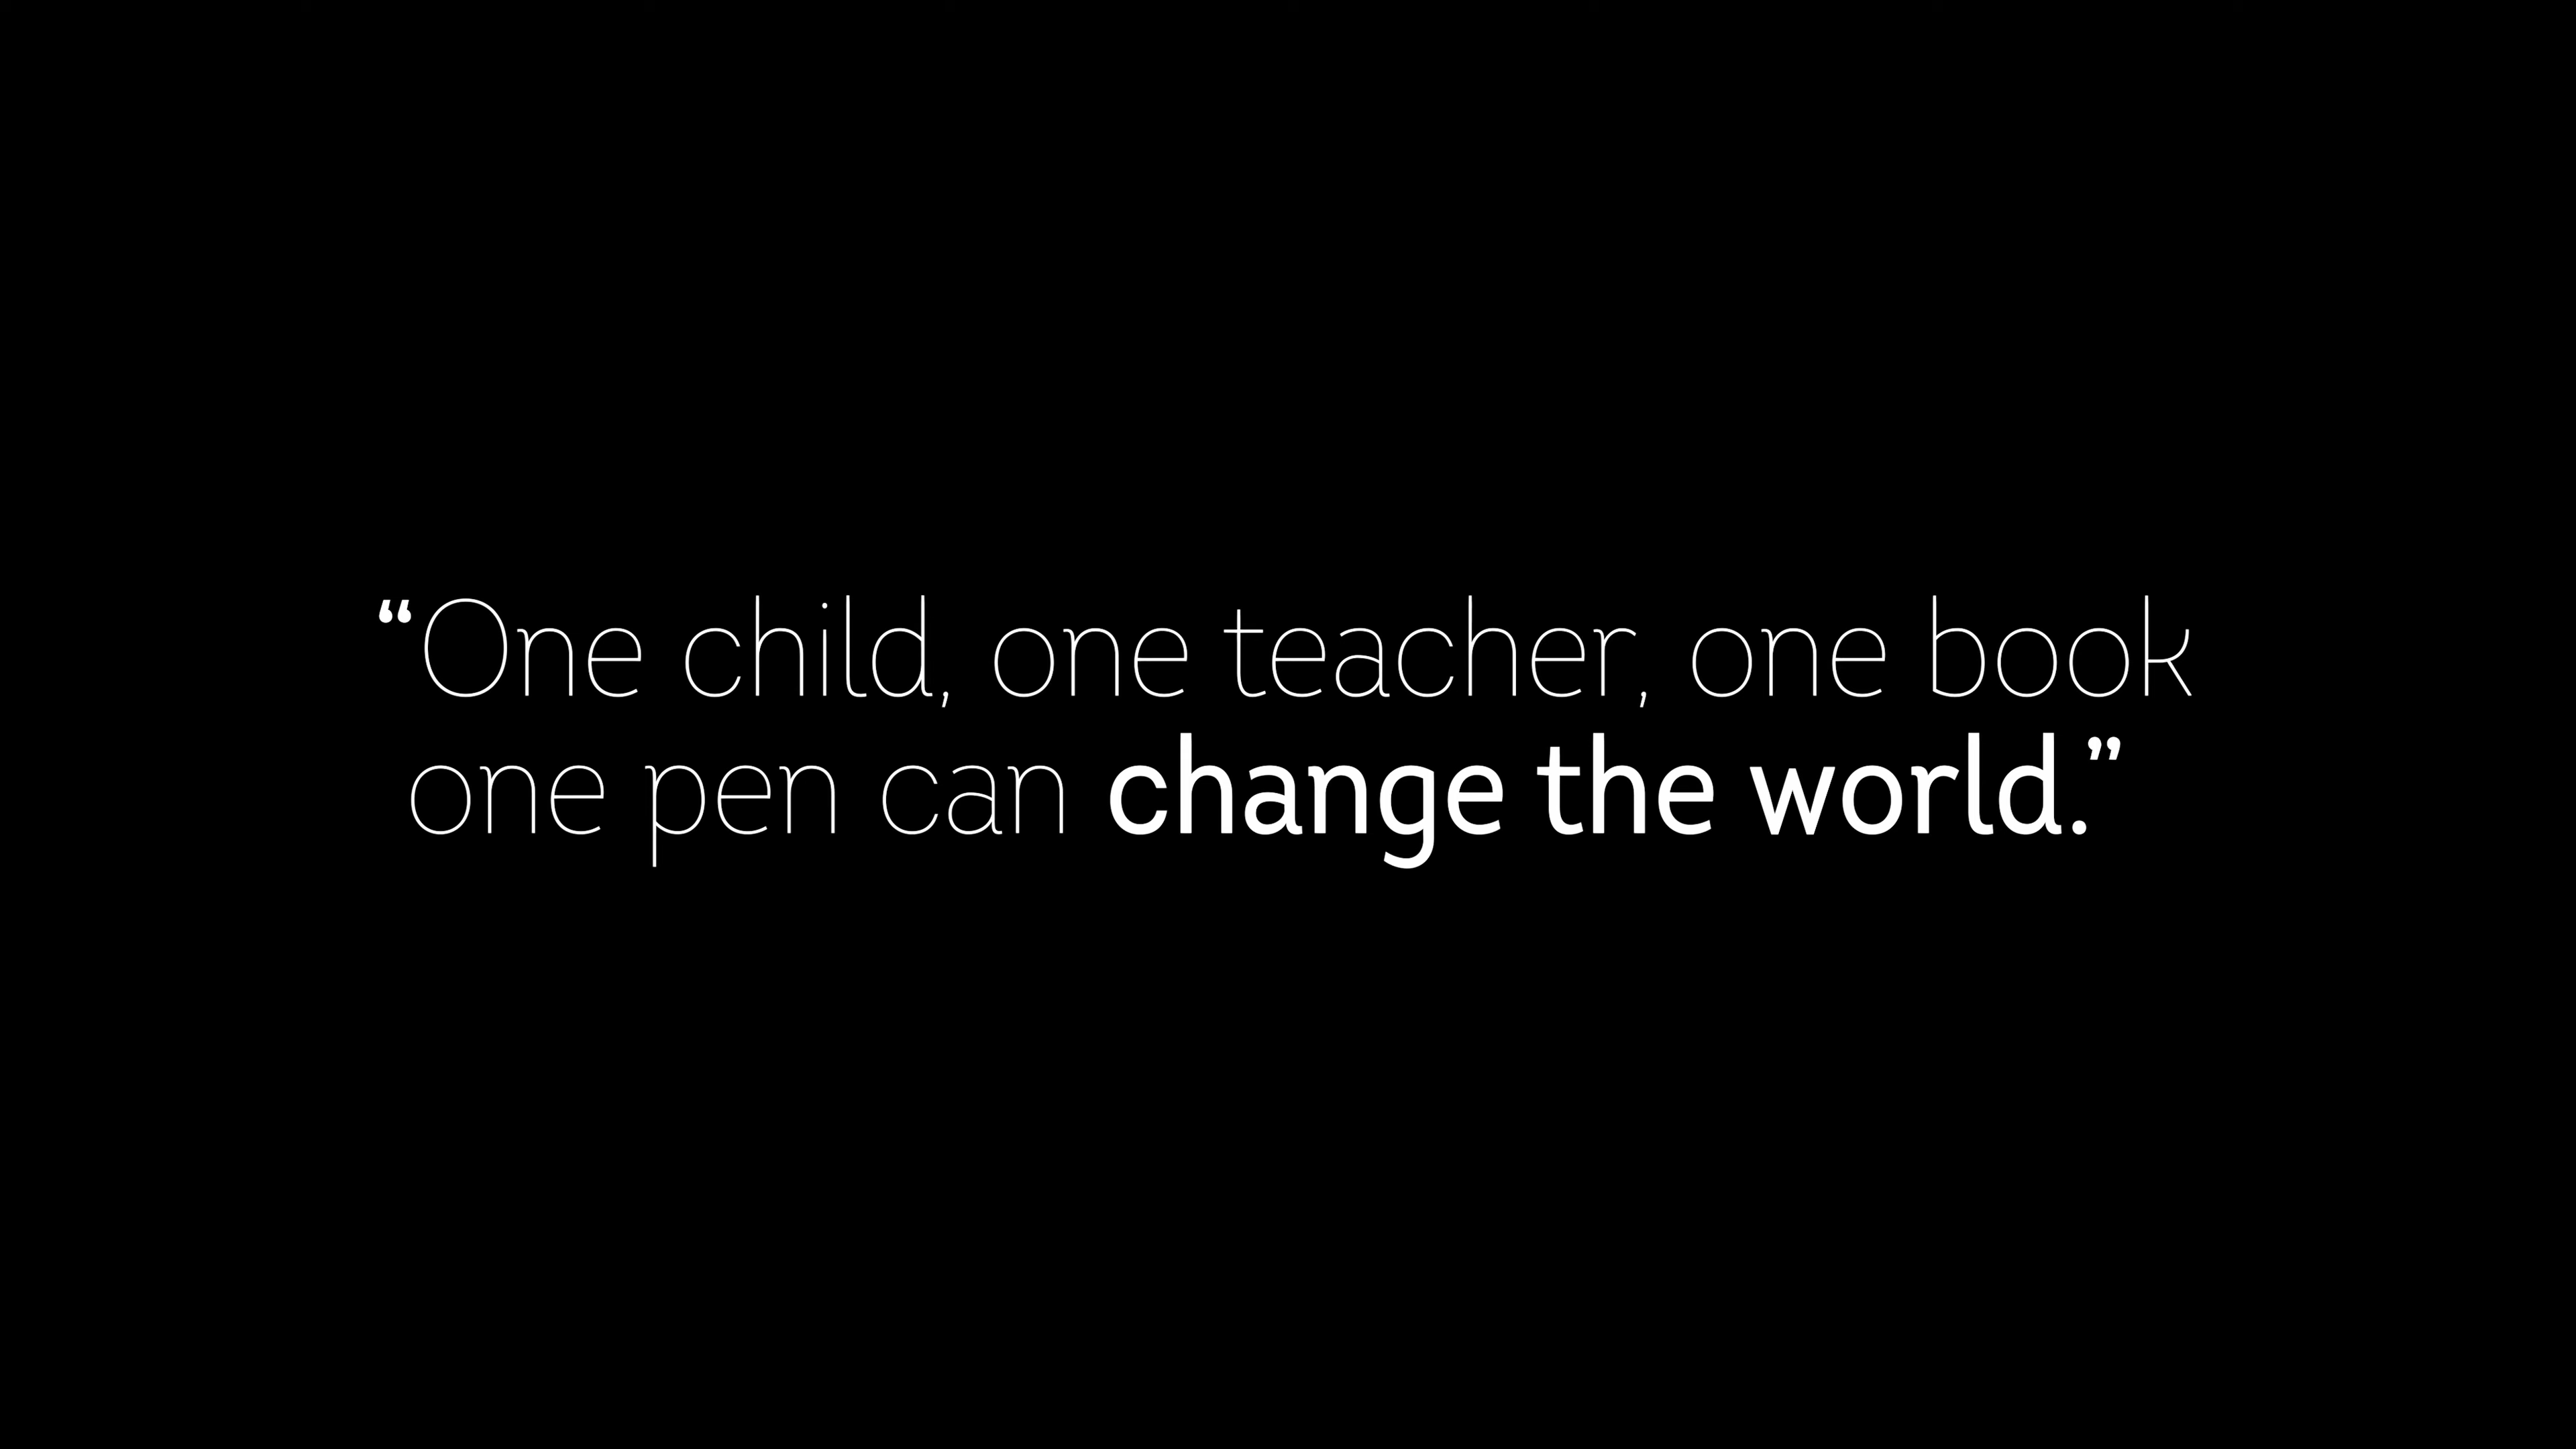 “One child, one teacher, one book
one pen can change the world.”